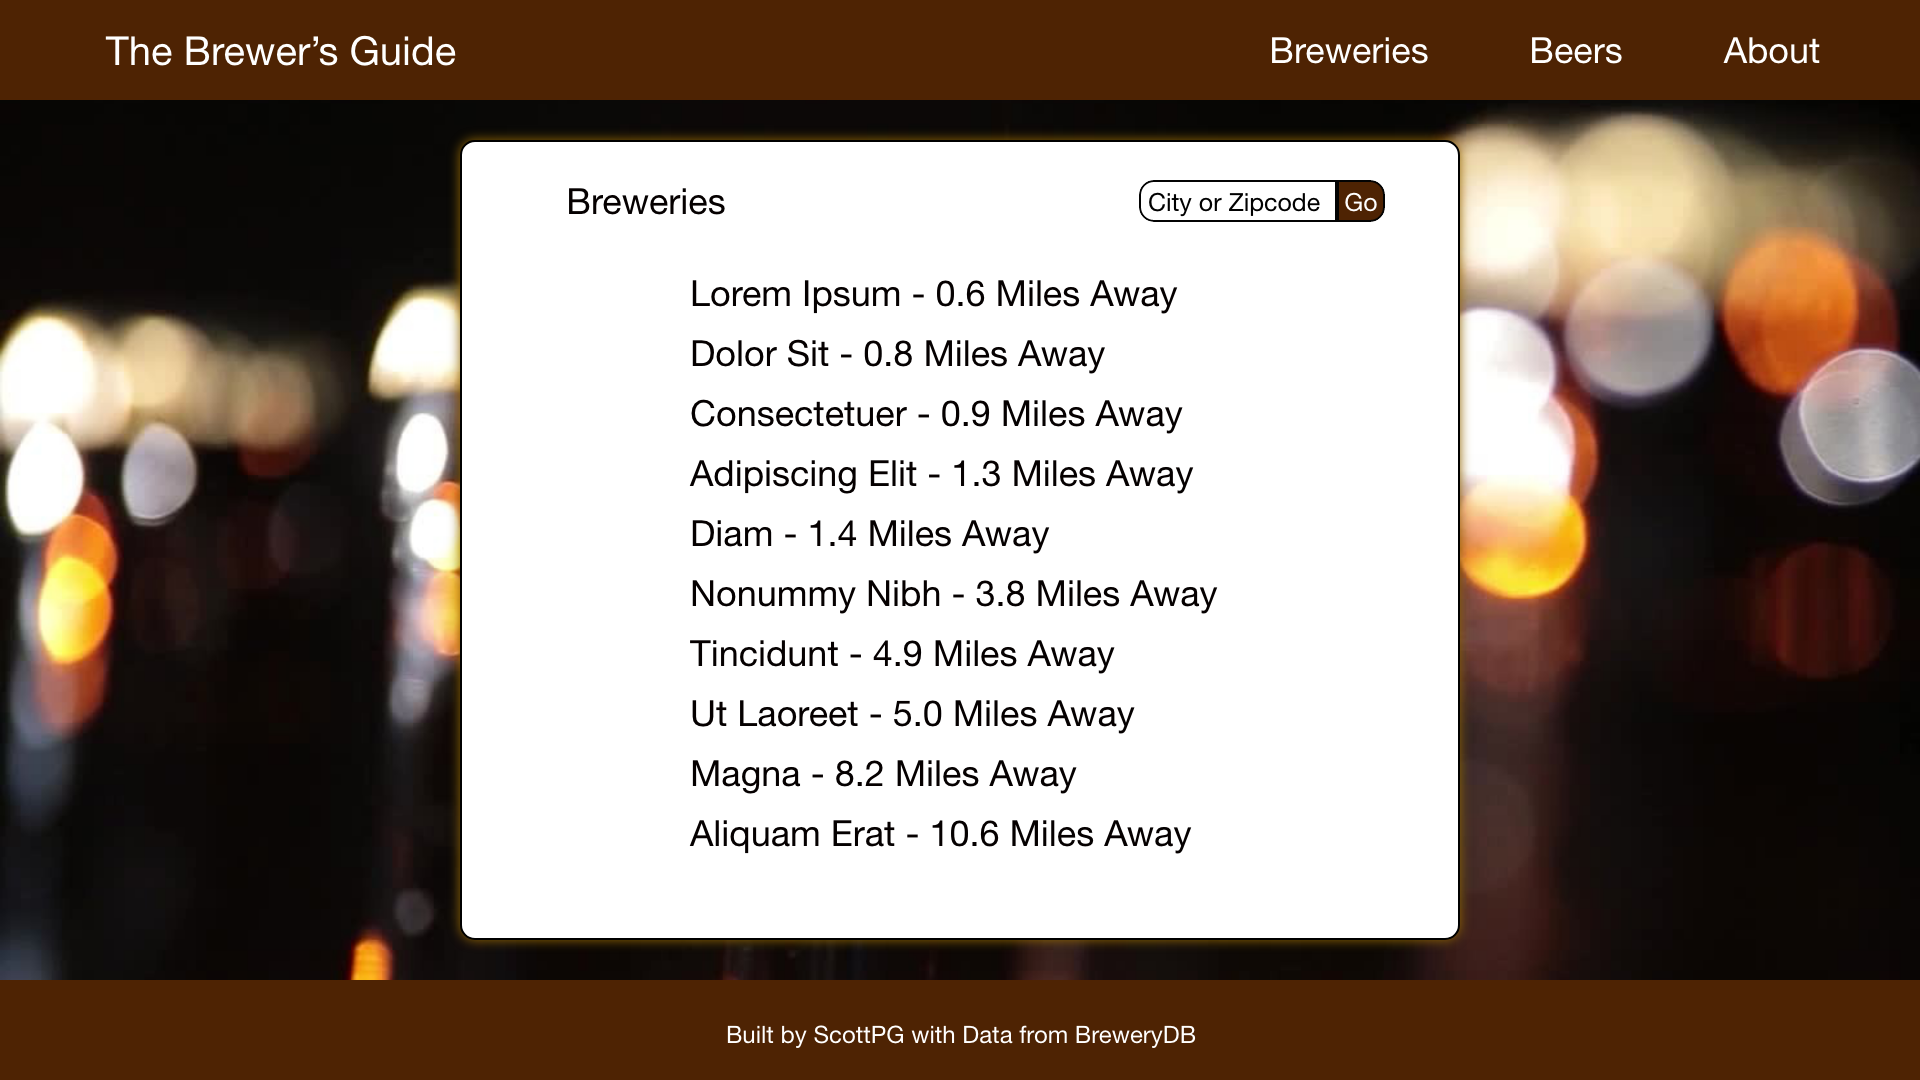 The Brewer’s Guide
Breweries
Beers
About
Breweries
City or Zipcode
Go
Lorem Ipsum - 0.6 Miles Away
Dolor Sit - 0.8 Miles Away
Consectetuer - 0.9 Miles Away
Adipiscing Elit - 1.3 Miles Away
Diam - 1.4 Miles Away
Nonummy Nibh - 3.8 Miles Away
Tincidunt - 4.9 Miles Away
Ut Laoreet - 5.0 Miles Away
Magna - 8.2 Miles Away
Aliquam Erat - 10.6 Miles Away
Built by ScottPG with Data from BreweryDB